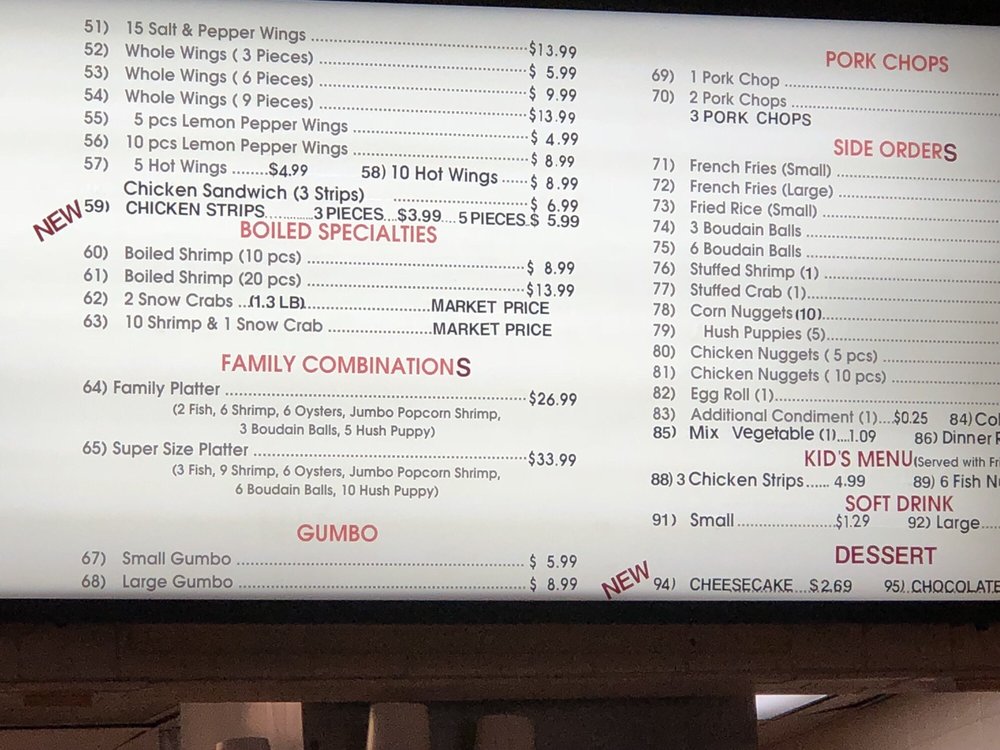 51) 15 Salt & Pepper Wings ........ $13.99
52) Whole Wings ( 3 Pieces) ........ $ 5.99
53) Whole Wings ( 6 Pieces) ........ $ 9.99
54) Whole Wings ( 9 Pieces) ........ $13.99
55) 5 pcs Lemon Pepper Wings ........ $ 4.99
56) 10 pcs Lemon Pepper Wings ........ $ 8.99
57) 5 Hot Wings ........ $4.99 58) 10 Hot Wings ...... $ 8.99
Chicken Sandwich (3 Strips) ........ $ 6.99
NEW 59) CHICKEN STRIPS........ 3 PIECES...$3.99.... 5 PIECES.$ 5.99
BOILED SPECIALTIES
60) Boiled Shrimp (10 pcs) ........ $ 8.99
61) Boiled Shrimp (20 pcs) ........ $13.99
62) 2 Snow Crabs ...(1.3 LB)........ MARKET PRICE
63) 10 Shrimp & 1 Snow Crab ........ MARKET PRICE
FAMILY COMBINATIONS
64) Family Platter ........ $26.99
(2 Fish, 6 Shrimp, 6 Oysters, Jumbo Popcorn Shrimp,
3 Boudain Balls, 5 Hush Puppy)
65) Super Size Platter ........ $33.99
(3 Fish, 9 Shrimp, 6 Oysters, Jumbo Popcorn Shrimp,
6 Boudain Balls, 10 Hush Puppy)
GUMBO
67) Small Gumbo ........ $ 5.99
68) Large Gumbo ........ $ 8.99
PORK CHOPS
69) 1 Pork Chop ........
70) 2 Pork Chops ........
3 PORK CHOPS
SIDE ORDERS
71) French Fries (Small) ........
72) French Fries (Large) ........
73) Fried Rice (Small) ........
74) 3 Boudain Balls ........
75) 6 Boudain Balls ........
76) Stuffed Shrimp (1) ........
77) Stuffed Crab (1)........
78) Corn Nuggets (10)........
79) Hush Puppies (5)........
80) Chicken Nuggets ( 5 pcs) ........
81) Chicken Nuggets ( 10 pcs) ........
82) Egg Roll (1)........
83) Additional Condiment (1)....$0.25 84)
85) Mix Vegetable (1)....1.09 86) Dinner
KID'S MENU (Served with
88) 3 Chicken Strips...... 4.99 89) 6 Fish
SOFT DRINK
91) Small ........ $1.29 92) Large....
DESSERT
NEW 94) CHEESECAKE...$2.69 95). CHOCOLATE